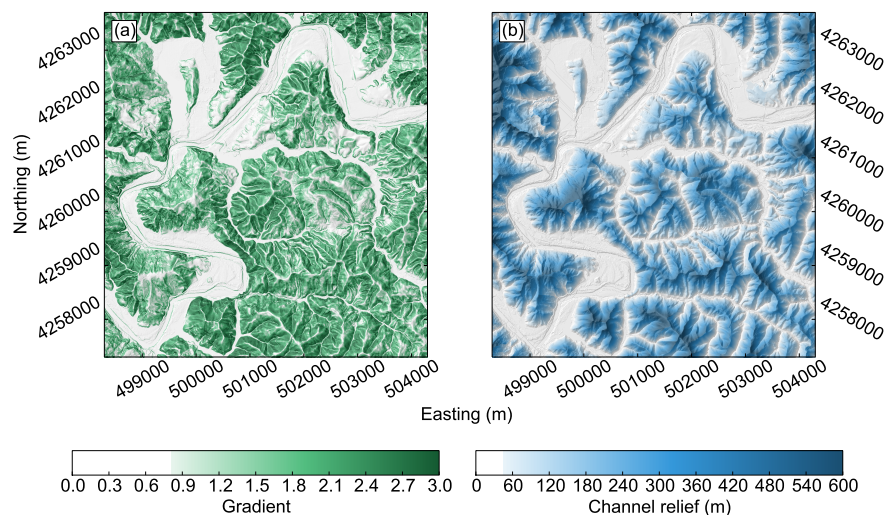 (a)
(b)
4263000
4262000
4261000
4260000
4259000
4258000
Northing (m)
4263000
4262000
4261000
4260000
4259000
4258000
499000 500000 501000 502000 503000 504000
499000 500000 501000 502000 503000 504000
Easting (m)
0.0 0.3 0.6 0.9 1.2 1.5 1.8 2.1 2.4 2.7 3.0
Gradient
0 60 120 180 240 300 360 420 480 540 600
Channel relief (m)